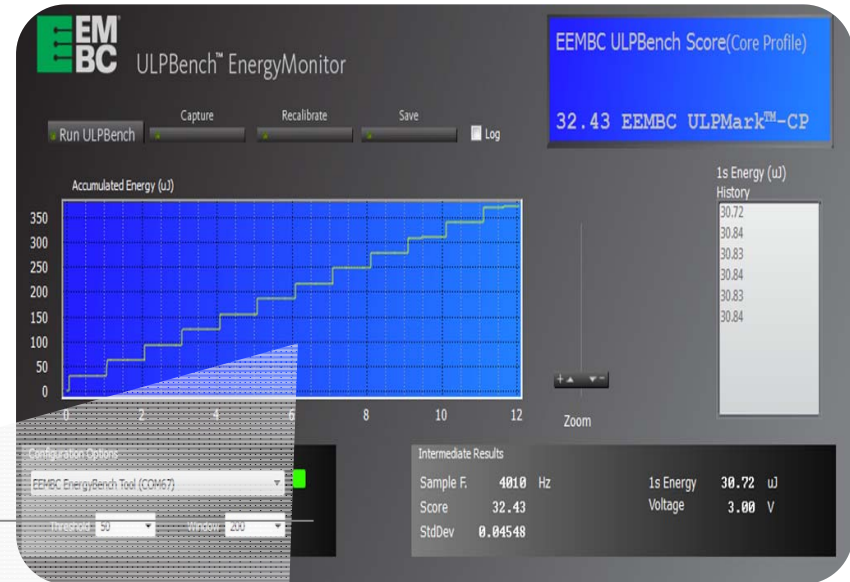 EEMBC
ULPBench™ EnergyMonitor
EEMBC ULPBench Score(Core Profile)
32.43 EEMBC ULPMark™-CP
Run ULPBench
Capture
Recalibrate
Save
Log
Accumulated Energy (uJ)
350
300
250
200
150
100
50
0
0 2 4 6 8 10 12
+ -
Zoom
1s Energy (uJ)
History
30.72
30.84
30.83
30.84
30.83
30.84
Configuration Options
EEMBC EnergyBench Tool (COM67)
Threshold 50 Window 200
Intermediate Results
Sample F. 4010 Hz
Score 32.43
StdDev 0.04548
1s Energy 30.72 uJ
Voltage 3.00 V